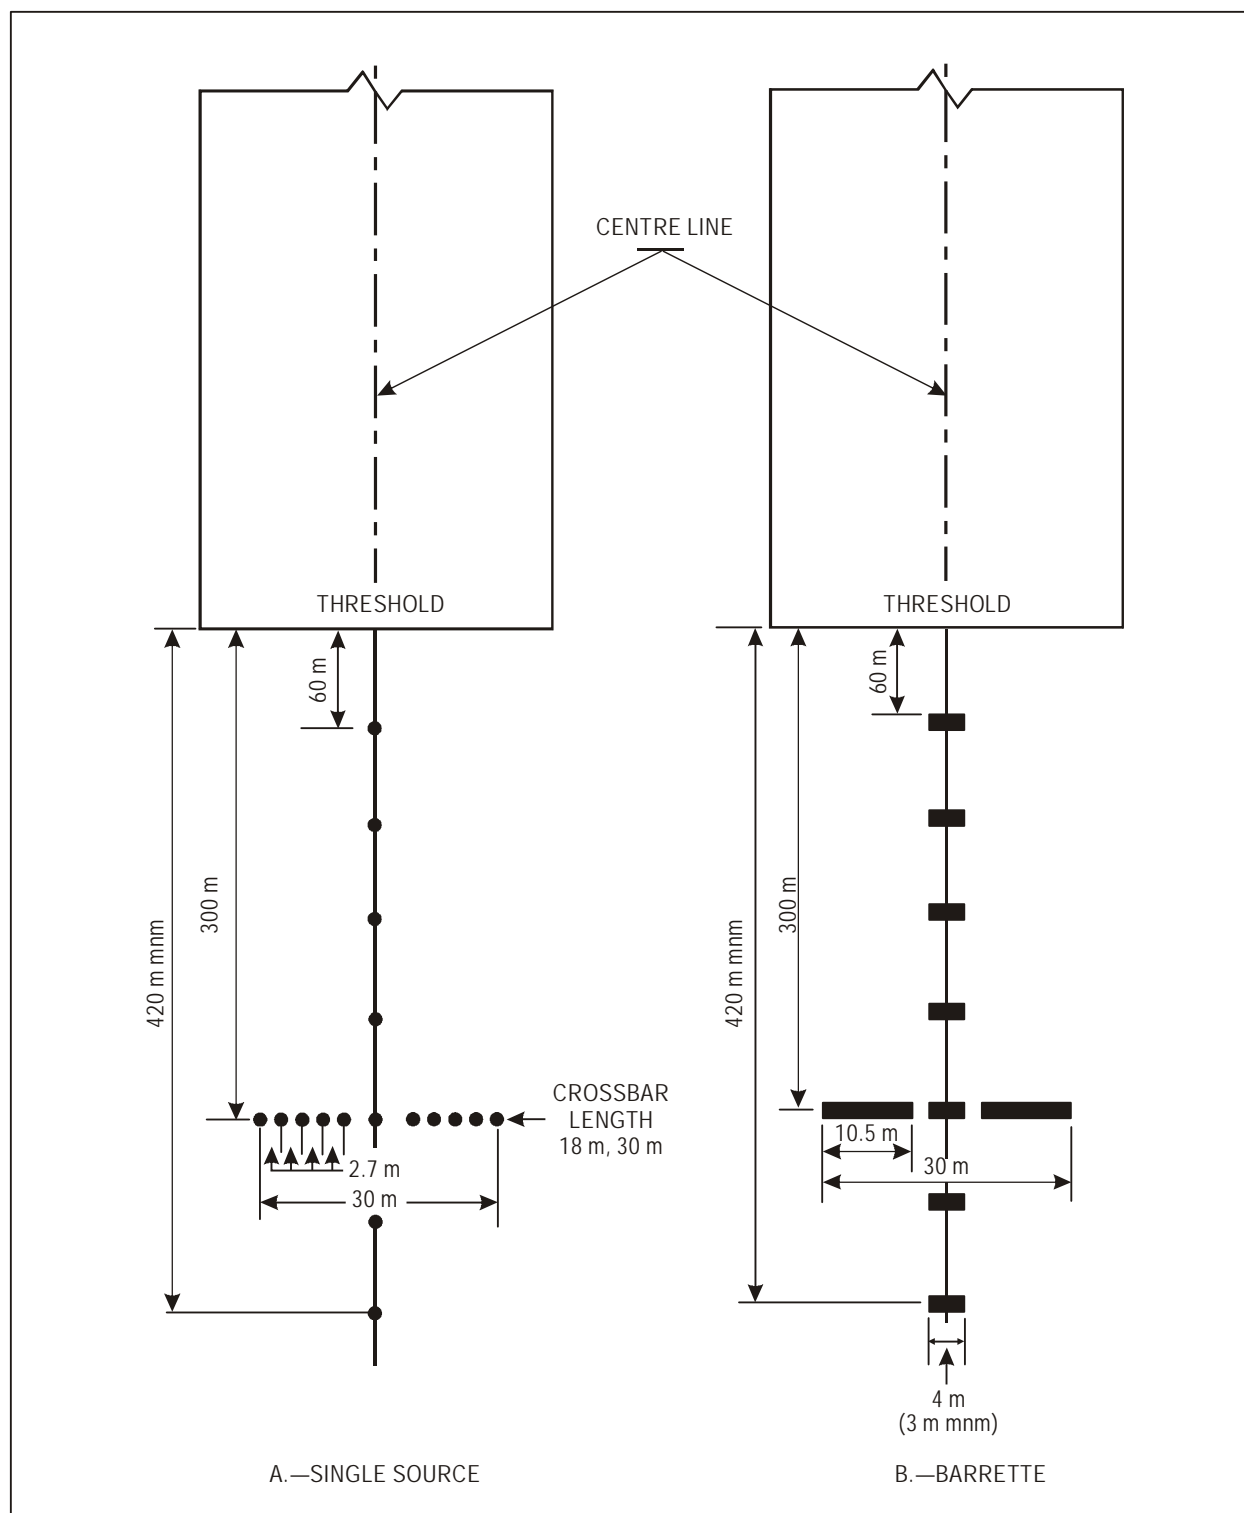 CENTRE LINE
THRESHOLD
THRESHOLD
60 m
60 m
300 m
300 m
420 m mnm
420 m mnm
CROSSBAR
LENGTH
18 m, 30 m
2.7 m
30 m
10.5 m
30 m
4 m
(3 m mnm)
A.—SINGLE SOURCE
B.—BARRETTE